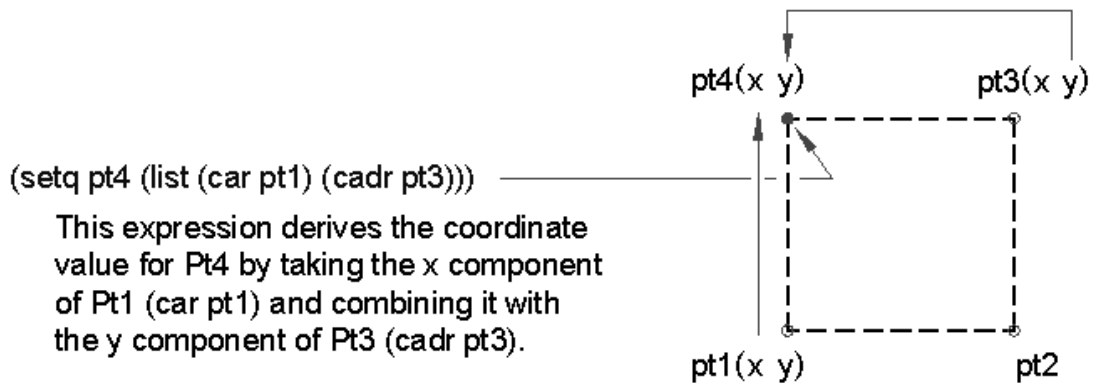 pt4(x y) pt3(x y)
(setq pt4 (list (car pt1) (cadr pt3)))
This expression derives the coordinate
value for Pt4 by taking the x component
of Pt1 (car pt1) and combining it with
the y component of Pt3 (cadr pt3).
pt1(x y) pt2